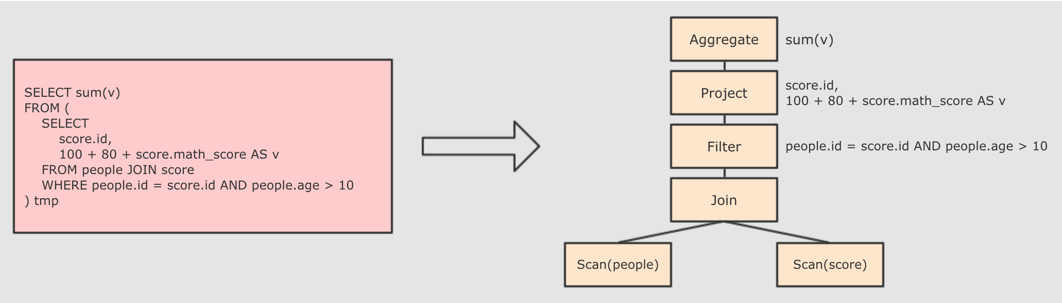 SELECT sum(v)
FROM (
SELECT
score.id,
100 + 80 + score.math_score AS v
FROM people JOIN score
WHERE people.id = score.id AND people.age > 10
) tmp
Aggregate
sum(v)
Project
score.id,
100 + 80 + score.math_score AS v
Filter
people.id = score.id AND people.age > 10
Join
Scan(people)
Scan(score)